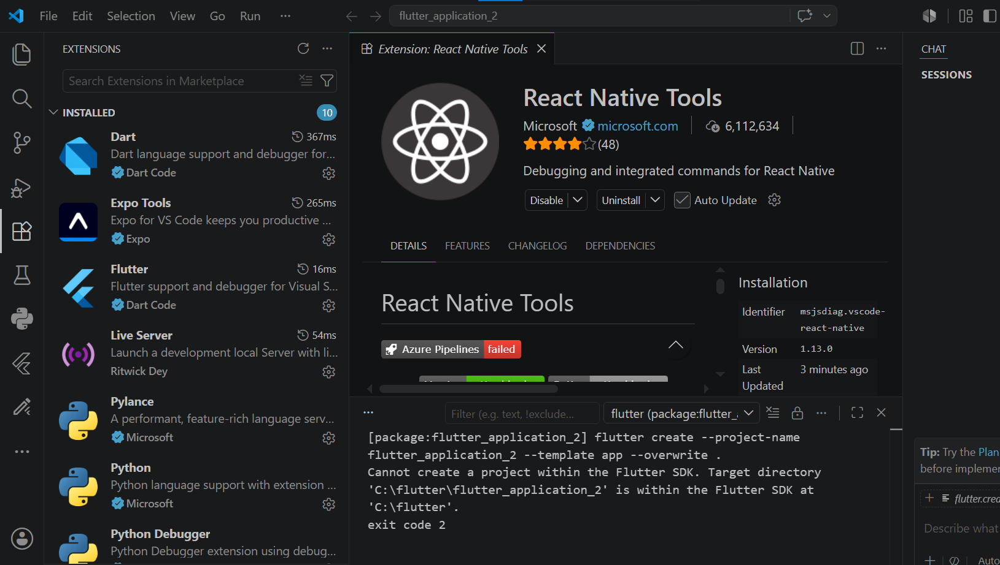 File Edit Selection View Go Run
flutter_application_2
EXTENSIONS
Search Extensions in Marketplace
INSTALLED
10
Dart
367ms
Dart language support and debugger for...
Dart Code
Expo Tools
265ms
Expo for VS Code keeps you productive ...
Expo
Flutter
16ms
Flutter support and debugger for Visual S...
Dart Code
Live Server
54ms
Launch a development local Server with li...
Ritwick Dey
Pylance
A performant, feature-rich language serv...
Microsoft
Python
Python language support with extension ...
Microsoft
Python Debugger
Python Debugger extension using debug...
Extension: React Native Tools
React Native Tools
Microsoft microsoft.com 6,112,634
(48)
Debugging and integrated commands for React Native
Disable Uninstall Auto Update
DETAILS FEATURES CHANGELOG DEPENDENCIES
React Native Tools
Azure Pipelines failed
Installation
Identifier msjsdiag.vscode-
react-native
Version 1.13.0
Last 3 minutes ago
Updated
Filter (e.g. text, !exclude...
flutter (package:flutter_
[package:flutter_application_2] flutter create --project-name
flutter_application_2 --template app --overwrite .
Cannot create a project within the Flutter SDK. Target directory
'C:\flutter\flutter_application_2' is within the Flutter SDK at
'C:\flutter'.
exit code 2
CHAT
SESSIONS
Tip: Try the Plan
before implemen
flutter.crea
Describe what
Auto